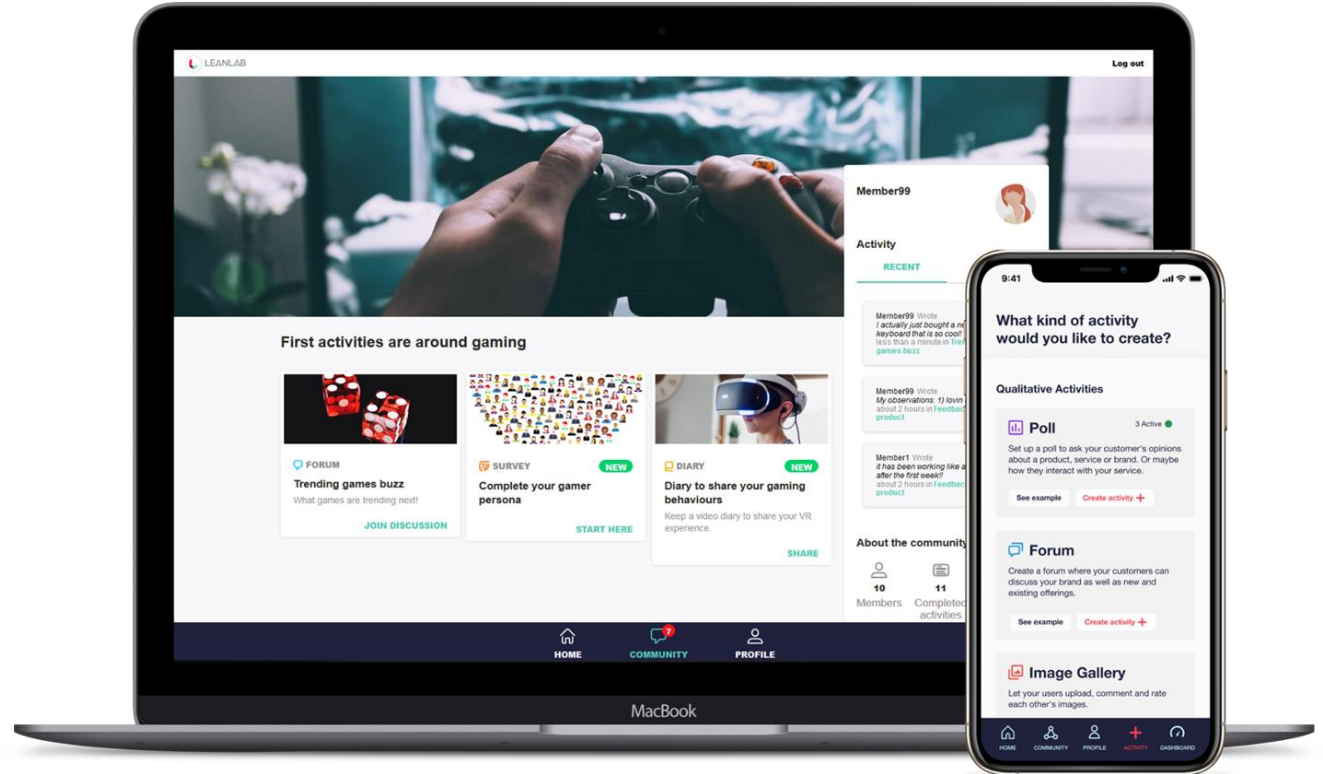 LEANLAB
Log out
Member99
Activity
RECENT
Member99 Wrote
I actually just bought a
keyboard that is so cool!
less than a minute in
games buzz
Member99 Wrote
My observations: 1) lovin
about 2 hours in
product
Member1 Wrote
it has been working like a
after the first week!!
about 2 hours in
product
About the community
10
Members
11
Completed
activities
First activities are around gaming
FORUM
Trending games buzz
What games are trending next!
JOIN DISCUSSION
SURVEY
NEW
Complete your gamer
persona
START HERE
DIARY
NEW
Diary to share your gaming
behaviours
Keep a video diary to share your VR
experience.
SHARE
HOME
7
COMMUNITY
PROFILE
MacBook
9:41
What kind of activity
would you like to create?
Qualitative Activities
Poll
3 Active
Set up a poll to ask your customer's opinions
about a product, service or brand. Or maybe
how they interact with your service.
See example
Create activity +
Forum
Create a forum where your customers can
discuss your brand as well as new and
existing offerings.
See example
Create activity +
Image Gallery
Let your users upload, comment and rate
each other's images.
HOME
COMMUNITY
PROFILE
ACTIVITY
DASHBOARD